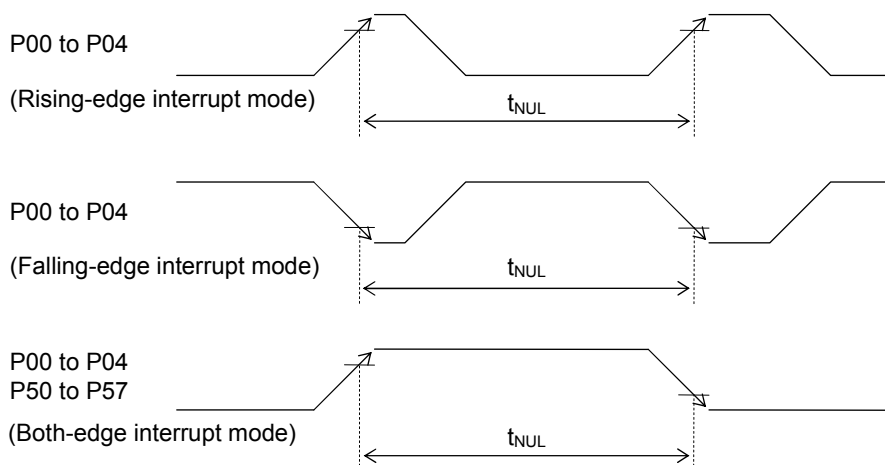 P00 to P04
(Rising-edge interrupt mode)
tNUL
P00 to P04
(Falling-edge interrupt mode)
tNUL
P00 to P04
P50 to P57
(Both-edge interrupt mode)
tNUL